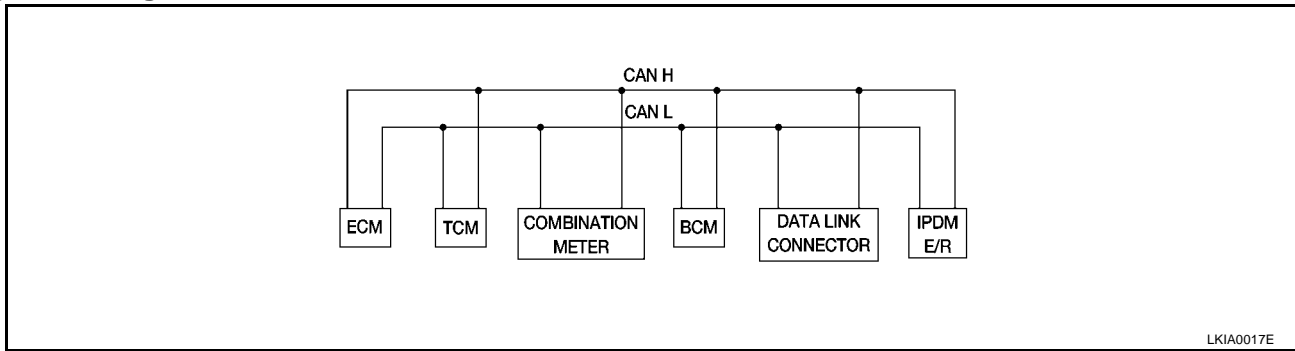 CAN H
CAN L
ECM
TCM
COMBINATION
METER
BCM
DATA LINK
CONNECTOR
IPDM
E/R
LKIA0017E